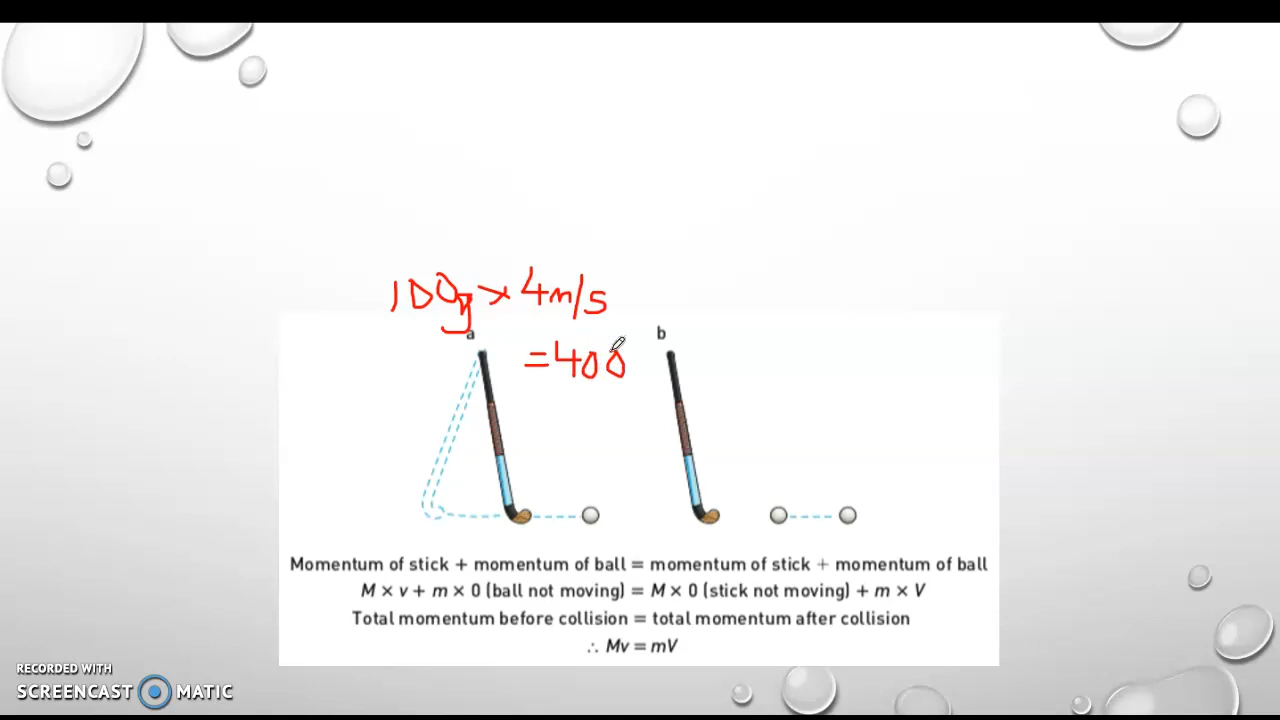 100g × 4m/s
a
b
= 400
Momentum of stick + momentum of ball = momentum of stick + momentum of ball
M × v + m × 0 (ball not moving) = M × 0 (stick not moving) + m × V
Total momentum before collision = total momentum after collision
∴ Mv = mV
RECORDED WITH
SCREENCAST MATIC